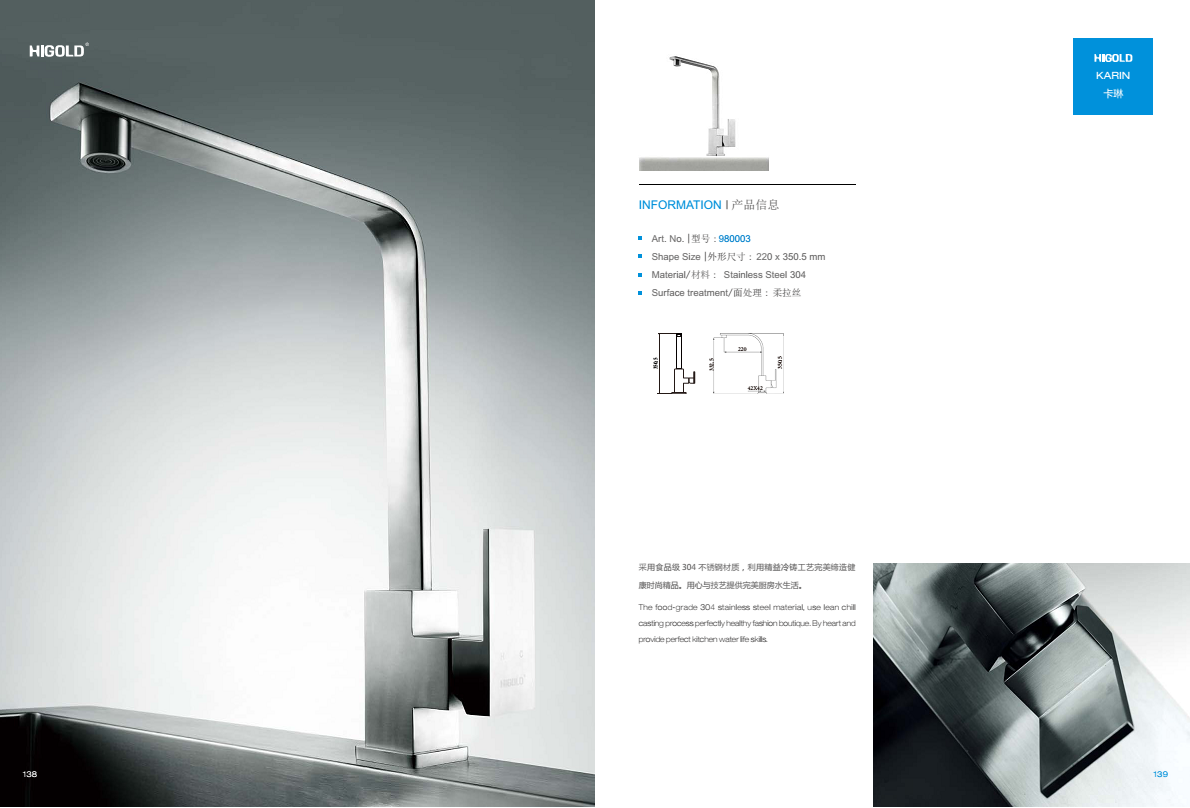 HIGOLD®
138
HIGOLD
KARIN
卡琳
INFORMATION | 产品信息
Art. No. |型号 : 980003
Shape Size |外形尺寸 : 220 x 350.5 mm
Material/材料 : Stainless Steel 304
Surface treatment/面处理 : 柔拉丝
220
42X42
采用食品级 304 不锈钢材质，利用精益冷铸工艺完美缔造健
康时尚精品。用心与技艺提供完美厨房水生活。
The food-grade 304 stainless steel material, use lean chill
casting process perfectly healthy fashion boutique. By heart and
provide perfect kitchen water life skills.
HIGOLD
139